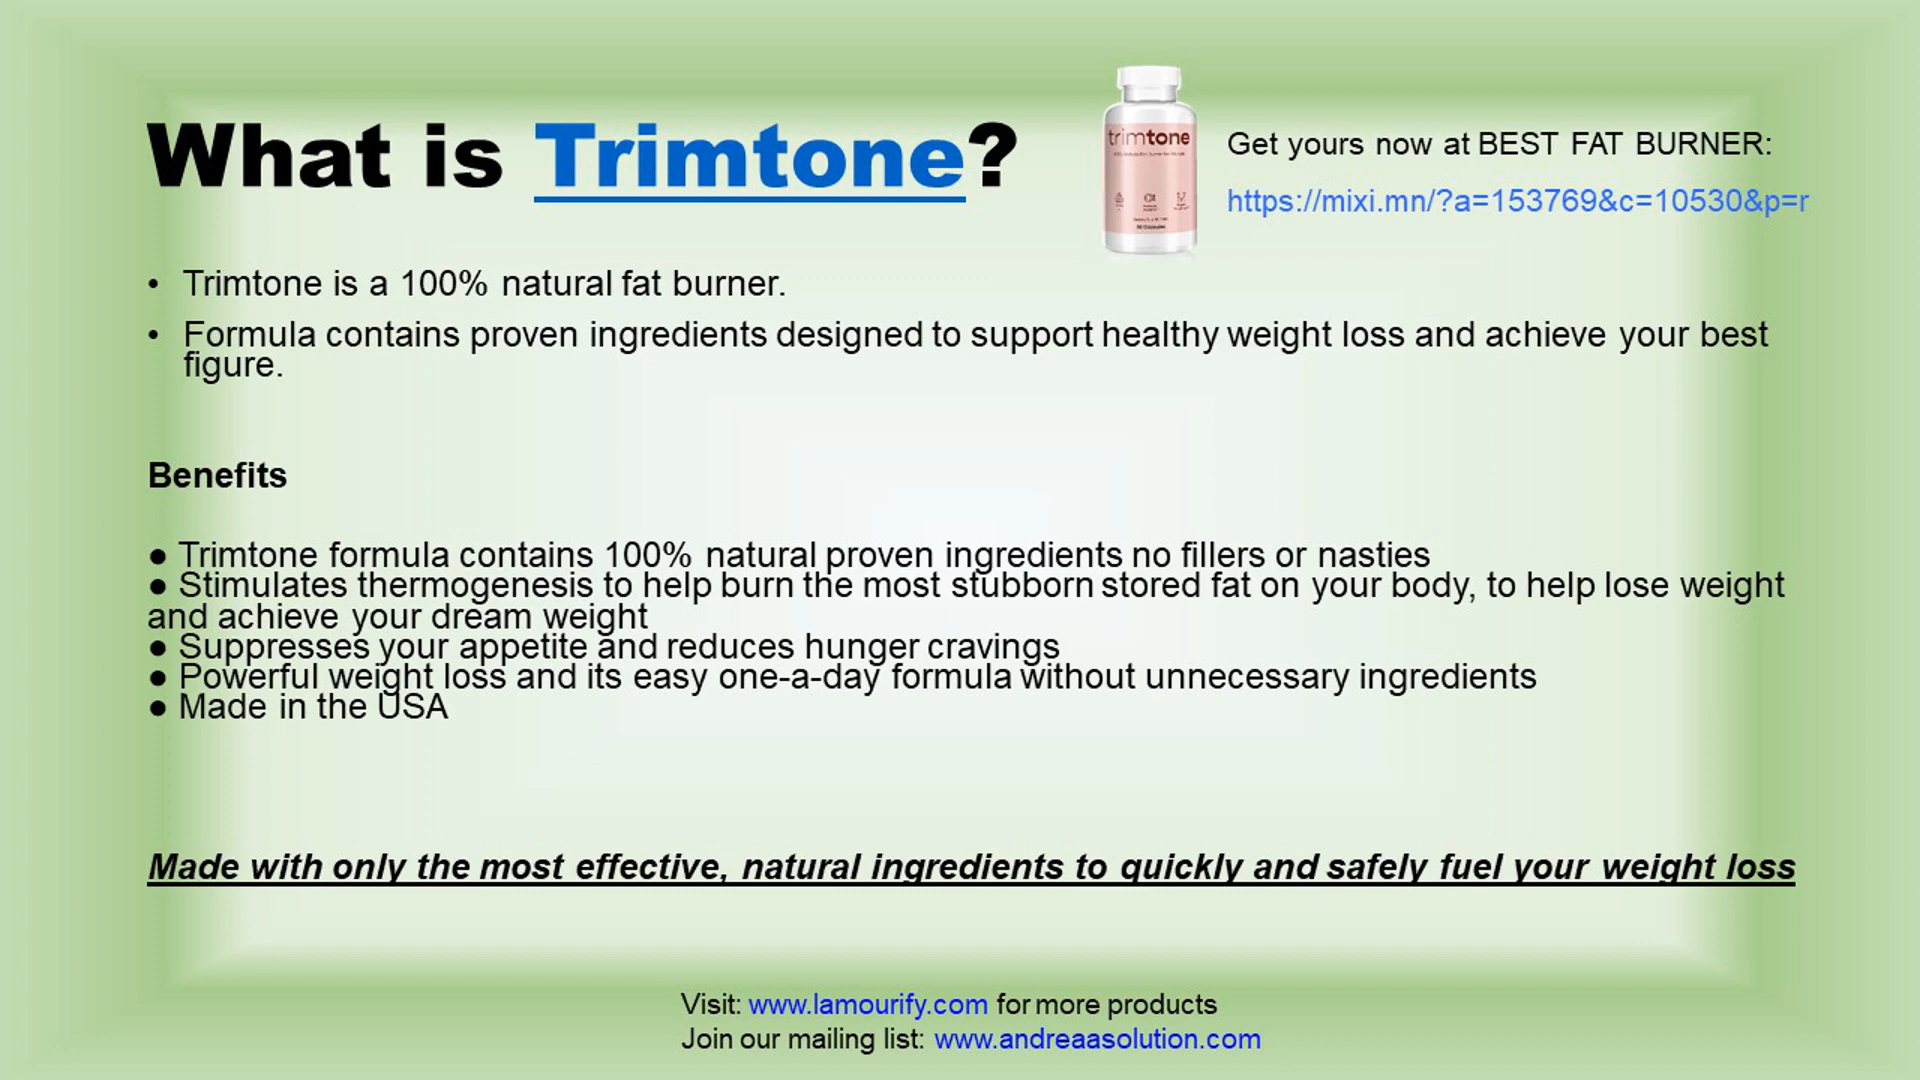 What is Trimtone?
trimtone
Get yours now at BEST FAT BURNER:
https://mixi.mn/?a=153769&c=10530&p=r
• Trimtone is a 100% natural fat burner.
• Formula contains proven ingredients designed to support healthy weight loss and achieve your best
figure.
Benefits
● Trimtone formula contains 100% natural proven ingredients no fillers or nasties
● Stimulates thermogenesis to help burn the most stubborn stored fat on your body, to help lose weight
and achieve your dream weight
● Suppresses your appetite and reduces hunger cravings
● Powerful weight loss and its easy one-a-day formula without unnecessary ingredients
● Made in the USA
Made with only the most effective, natural ingredients to quickly and safely fuel your weight loss
Visit: www.lamourify.com for more products
Join our mailing list: www.andreaasolution.com